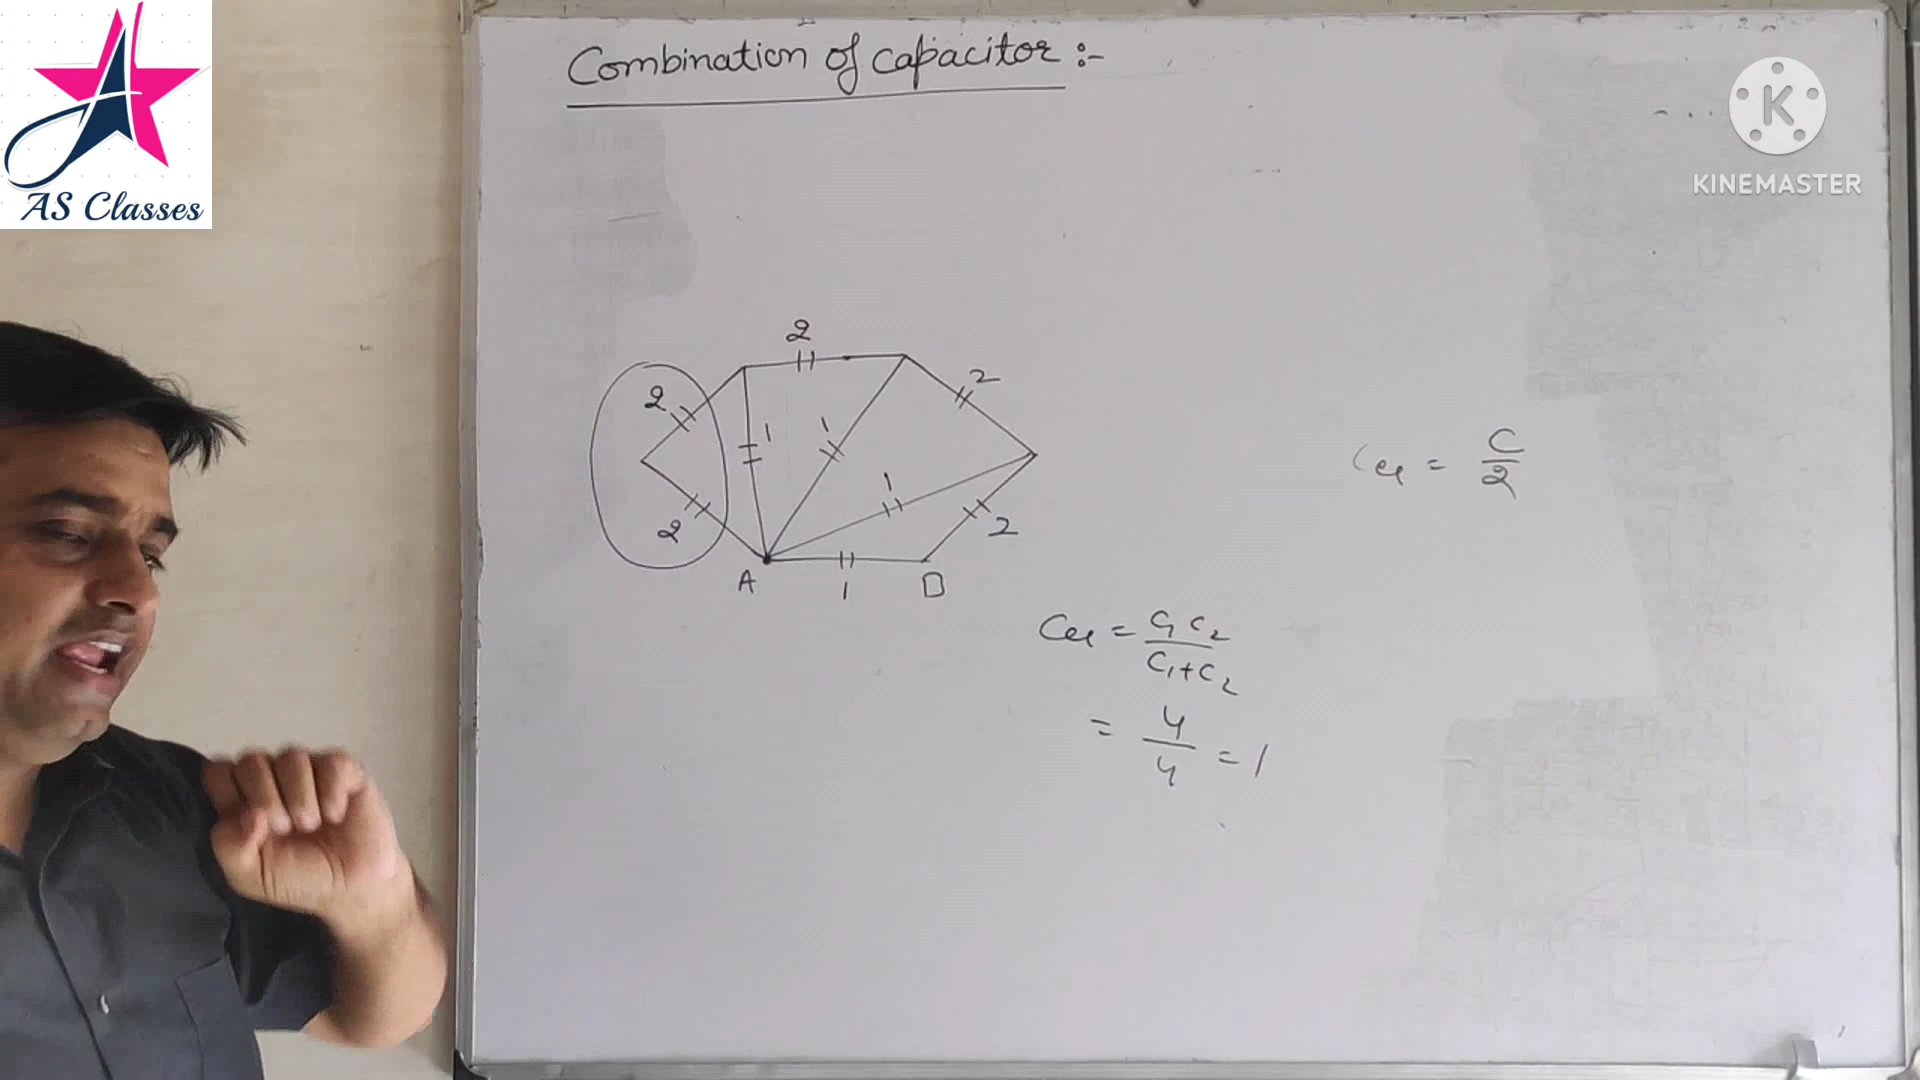 AS Classes
KINEMASTER
Combination of capacitor :-
2
2
2
1
1
1
2
2
2
A
1
B
Ceq = C/2
Ceq = C₁C₂/C₁+C₂
= 4/4 = 1